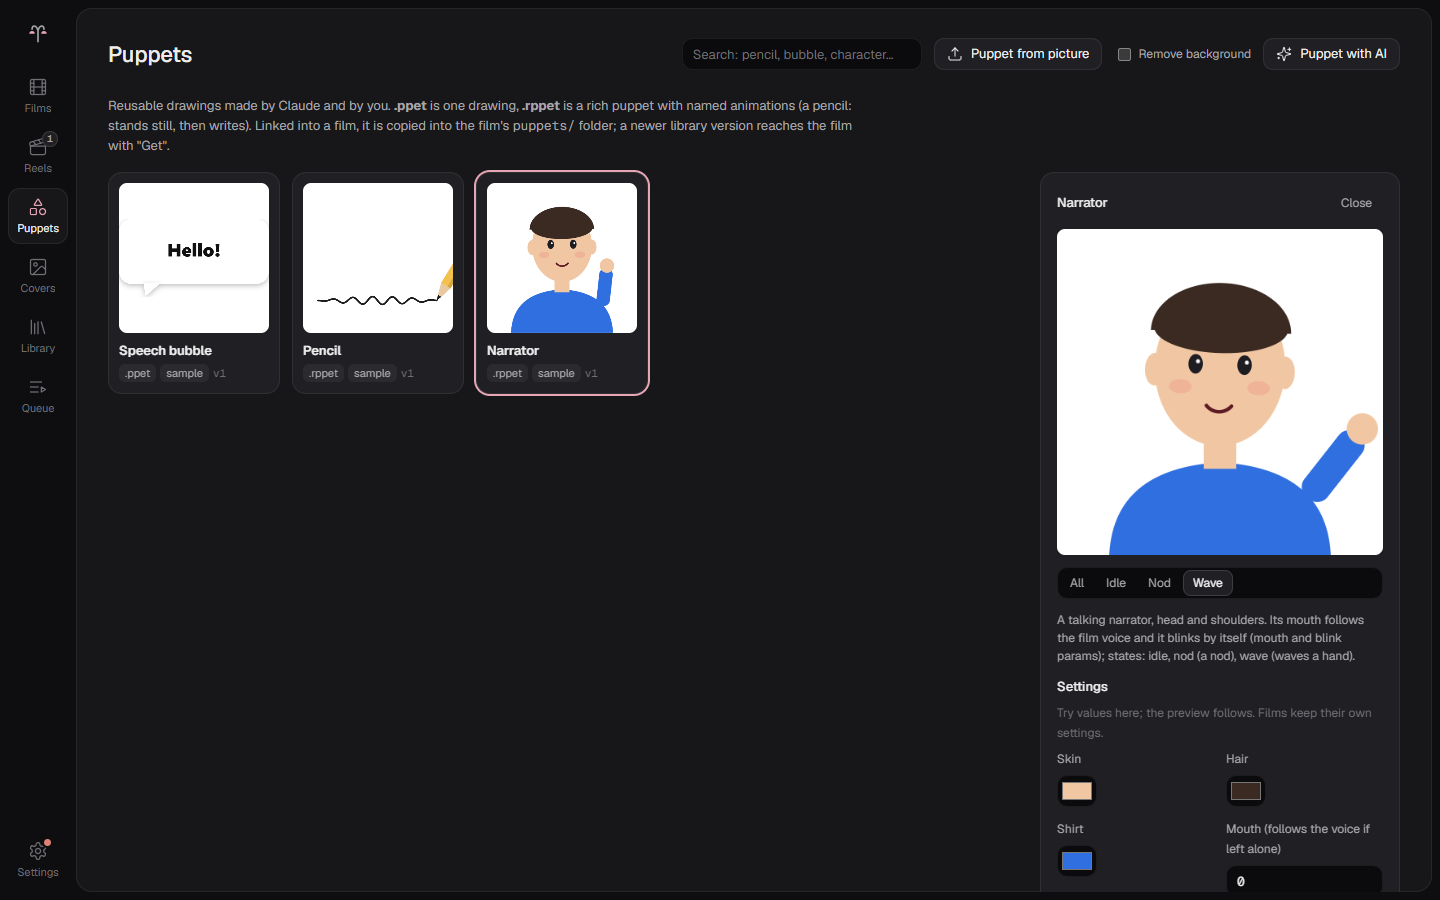 Puppets
Search: pencil, bubble, character...
Puppet from picture
Remove background
Puppet with AI
Films
1
Reels
Puppets
Covers
Library
Queue
Settings
Reusable drawings made by Claude and by you. .ppet is one drawing, .rppet is a rich puppet with named animations (a pencil:
stands still, then writes). Linked into a film, it is copied into the film's puppets/ folder; a newer library version reaches the film
with "Get".
Hello!
Speech bubble
.ppet sample v1
Pencil
.rppet sample v1
Narrator
.rppet sample v1
Narrator
Close
All Idle Nod Wave
A talking narrator, head and shoulders. Its mouth follows
the film voice and it blinks by itself (mouth and blink
params); states: idle, nod (a nod), wave (waves a hand).
Settings
Try values here; the preview follows. Films keep their own
settings.
Skin
Hair
Shirt
Mouth (follows the voice if
left alone)
0